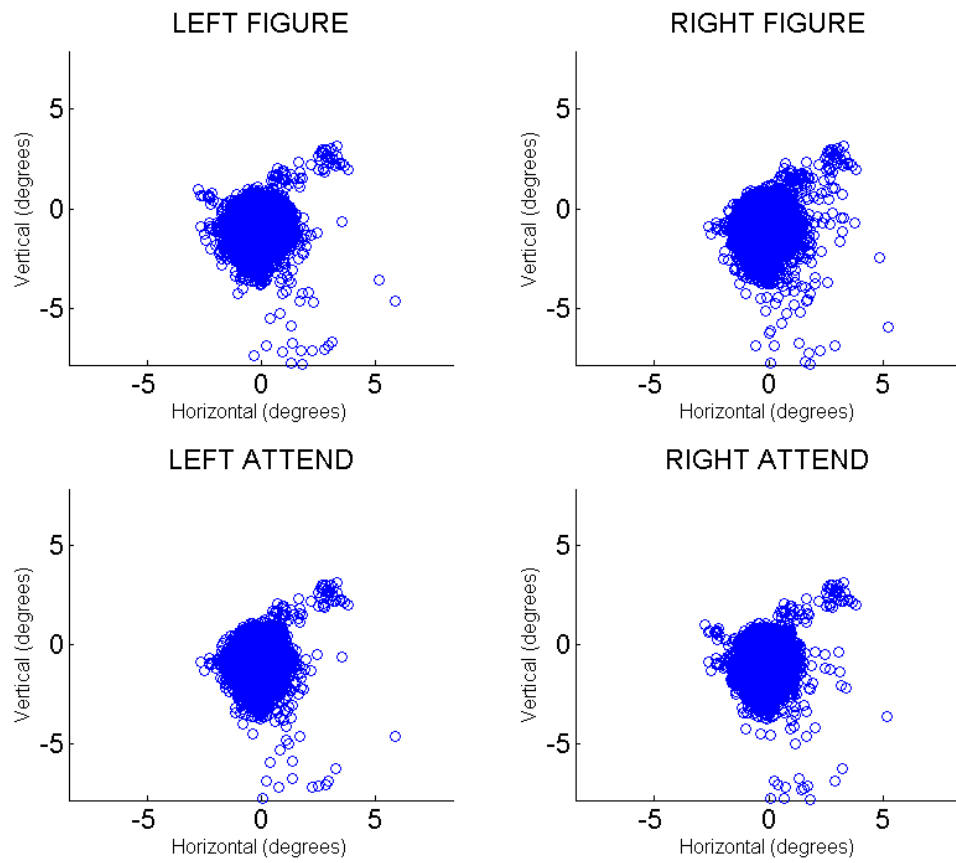 LEFT FIGURE
RIGHT FIGURE
5
0
-5
Vertical (degrees)
-5 0 5
Horizontal (degrees)
5
0
-5
Vertical (degrees)
-5 0 5
Horizontal (degrees)
LEFT ATTEND
RIGHT ATTEND
5
0
-5
Vertical (degrees)
-5 0 5
Horizontal (degrees)
5
0
-5
Vertical (degrees)
-5 0 5
Horizontal (degrees)